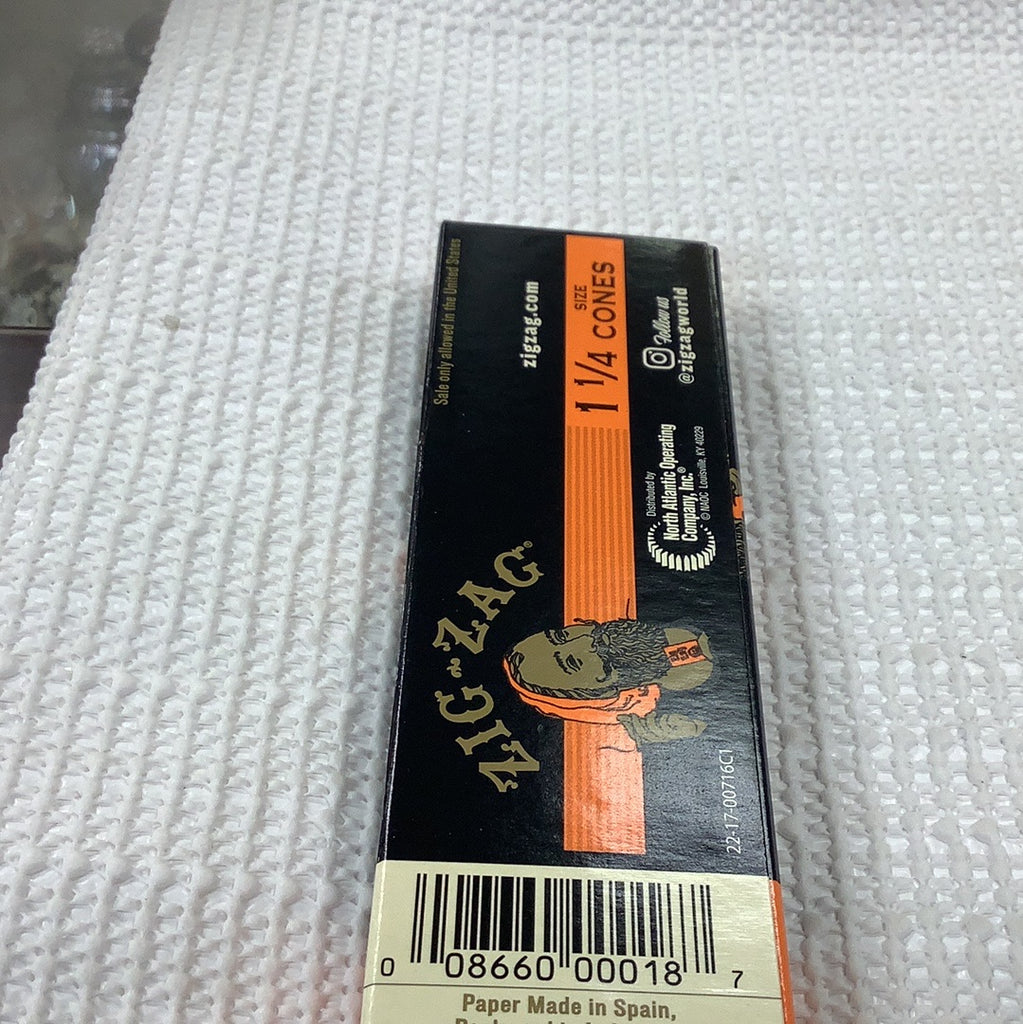 Sale only allowed in the United States
zigzag.com
SIZE
1 1/4 CONES
Follow us
@zigzagworld
Distributed by
North Atlantic Operating
Company, Inc.®
© NAOC Louisville, KY 40229
ZIG-ZAG®
22-17-00716C1
0 08660 00018 7
Paper Made in Spain,